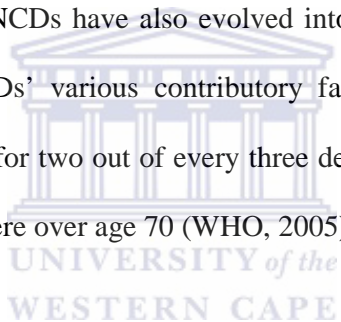 NCDs have also evolved into
Ds’ various contributory fa
for two out of every three de
ere over age 70 (WHO, 2005)
UNIVERSITY of the
WESTERN CAPE